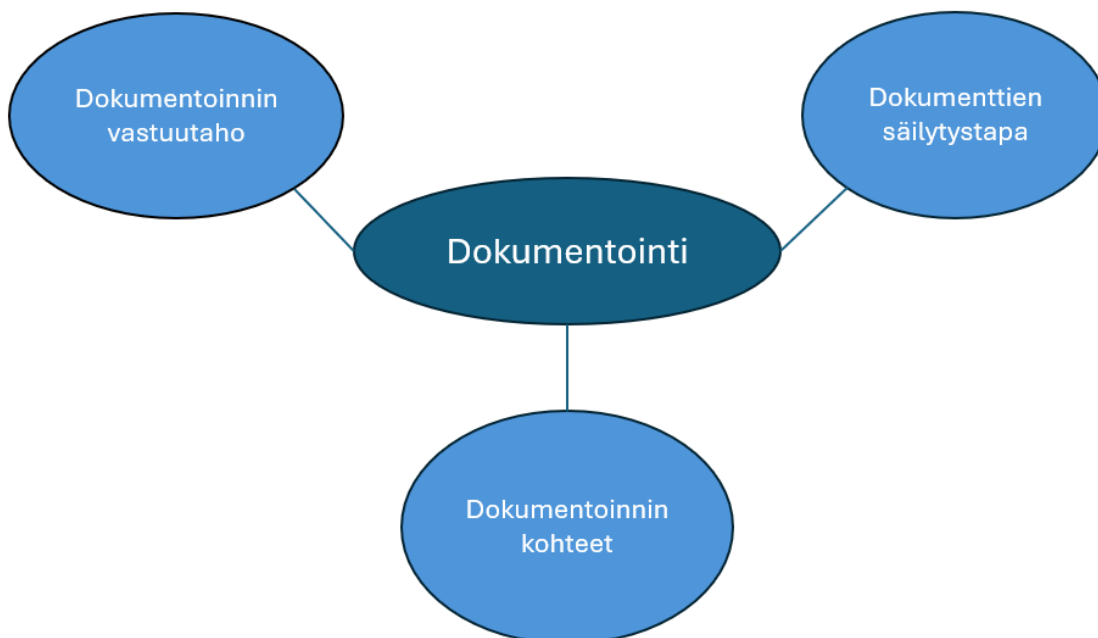 Dokumentoinnin
vastuutaho
Dokumenttien
säilytystapa
Dokumentointi
Dokumentoinnin
kohteet